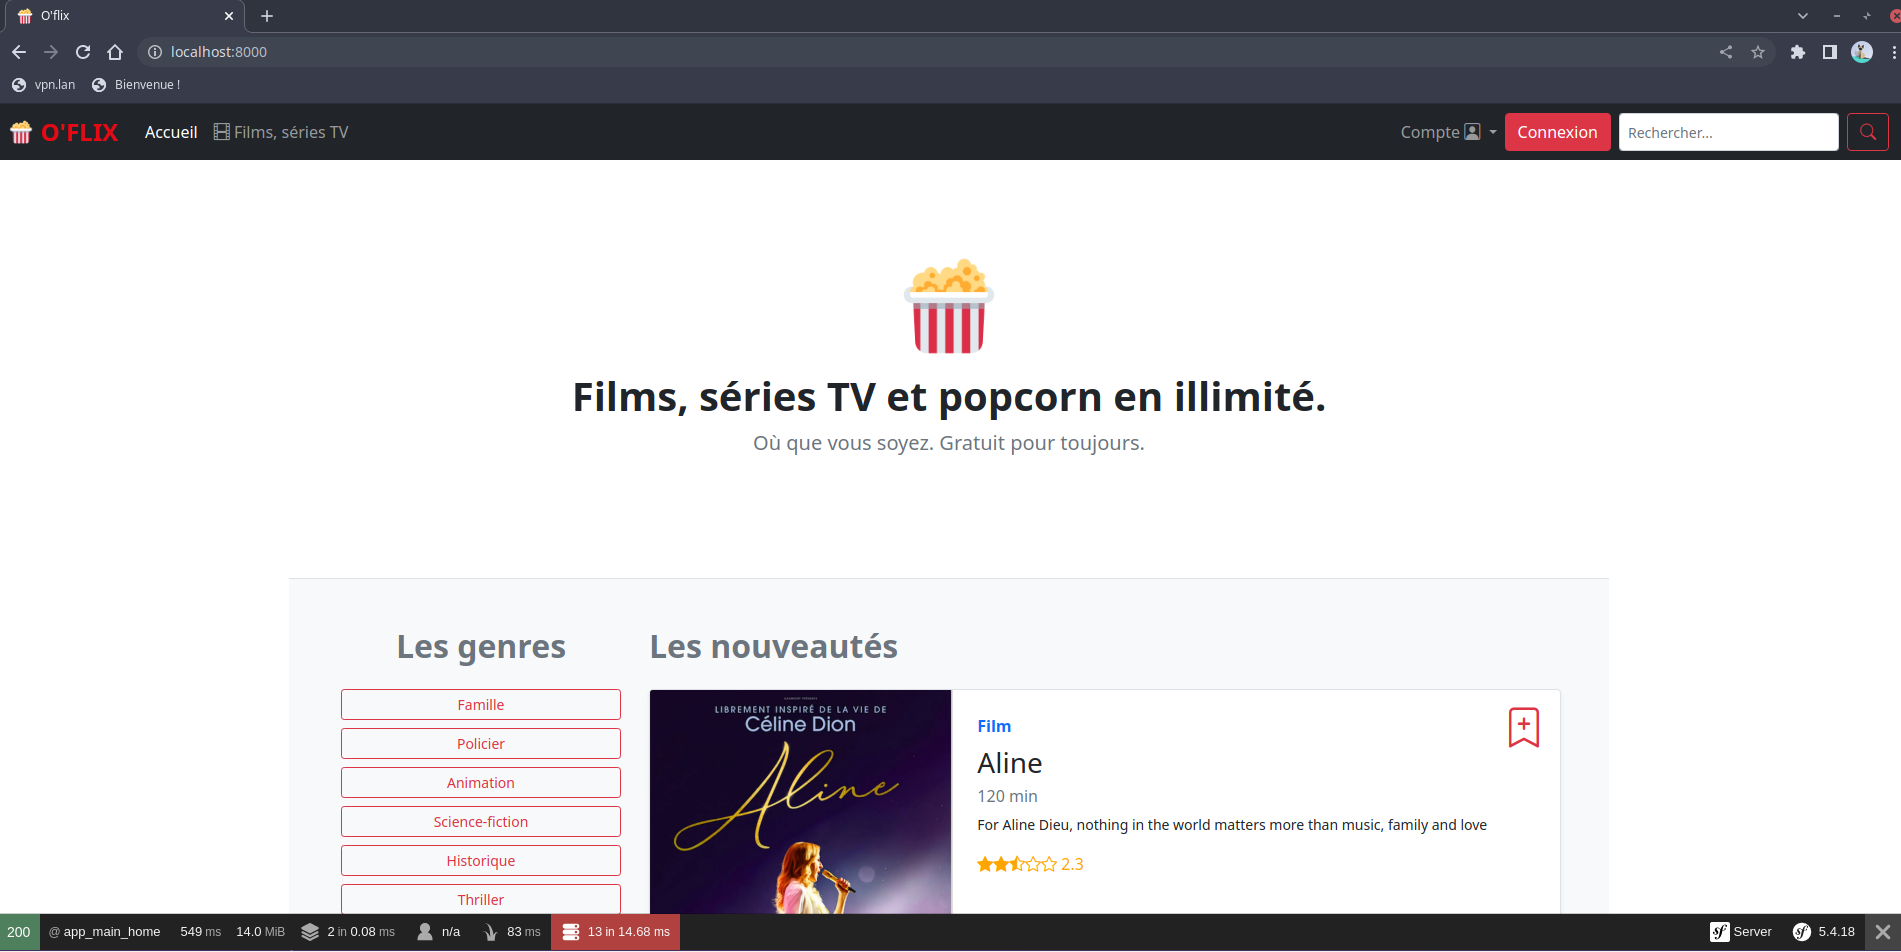 O'flix
localhost:8000
vpn.lan Bienvenue !
O'FLIX Accueil Films, séries TV Compte Connexion Rechercher...
Films, séries TV et popcorn en illimité.
Où que vous soyez. Gratuit pour toujours.
Les genres
Famille
Policier
Animation
Science-fiction
Historique
Thriller
Les nouveautés
LIBREMENT INSPIRÉ DE LA VIE DE
Céline Dion
Aline
Film
Aline
120 min
For Aline Dieu, nothing in the world matters more than music, family and love
2.3
200 @ app_main_home 549 ms 14.0 MiB 2 in 0.08 ms n/a 83 ms 13 in 14.68 ms sf Server sf 5.4.18